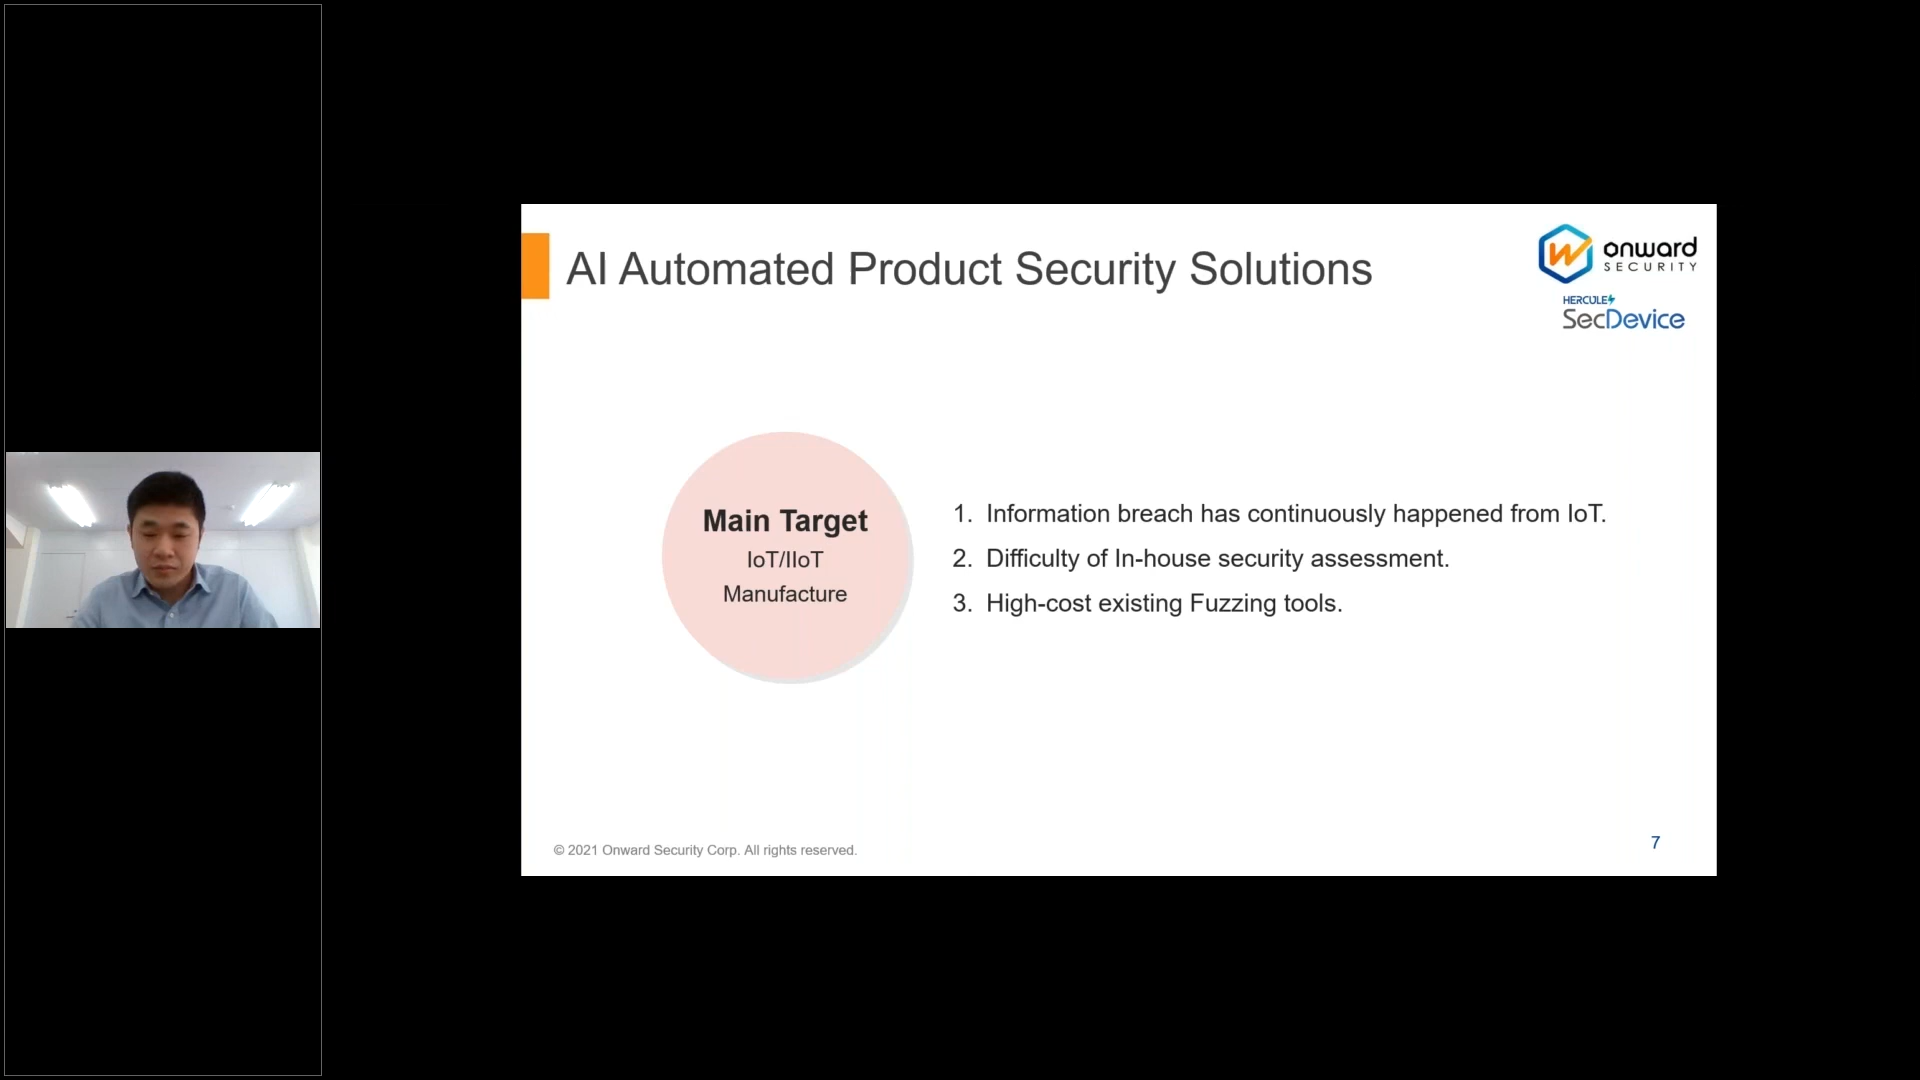 AI Automated Product Security Solutions
onward
SECURITY
HERCULES
SecDevice
Main Target
IoT/IIoT
Manufacture
1. Information breach has continuously happened from IoT.
2. Difficulty of In-house security assessment.
3. High-cost existing Fuzzing tools.
© 2021 Onward Security Corp. All rights reserved.
7